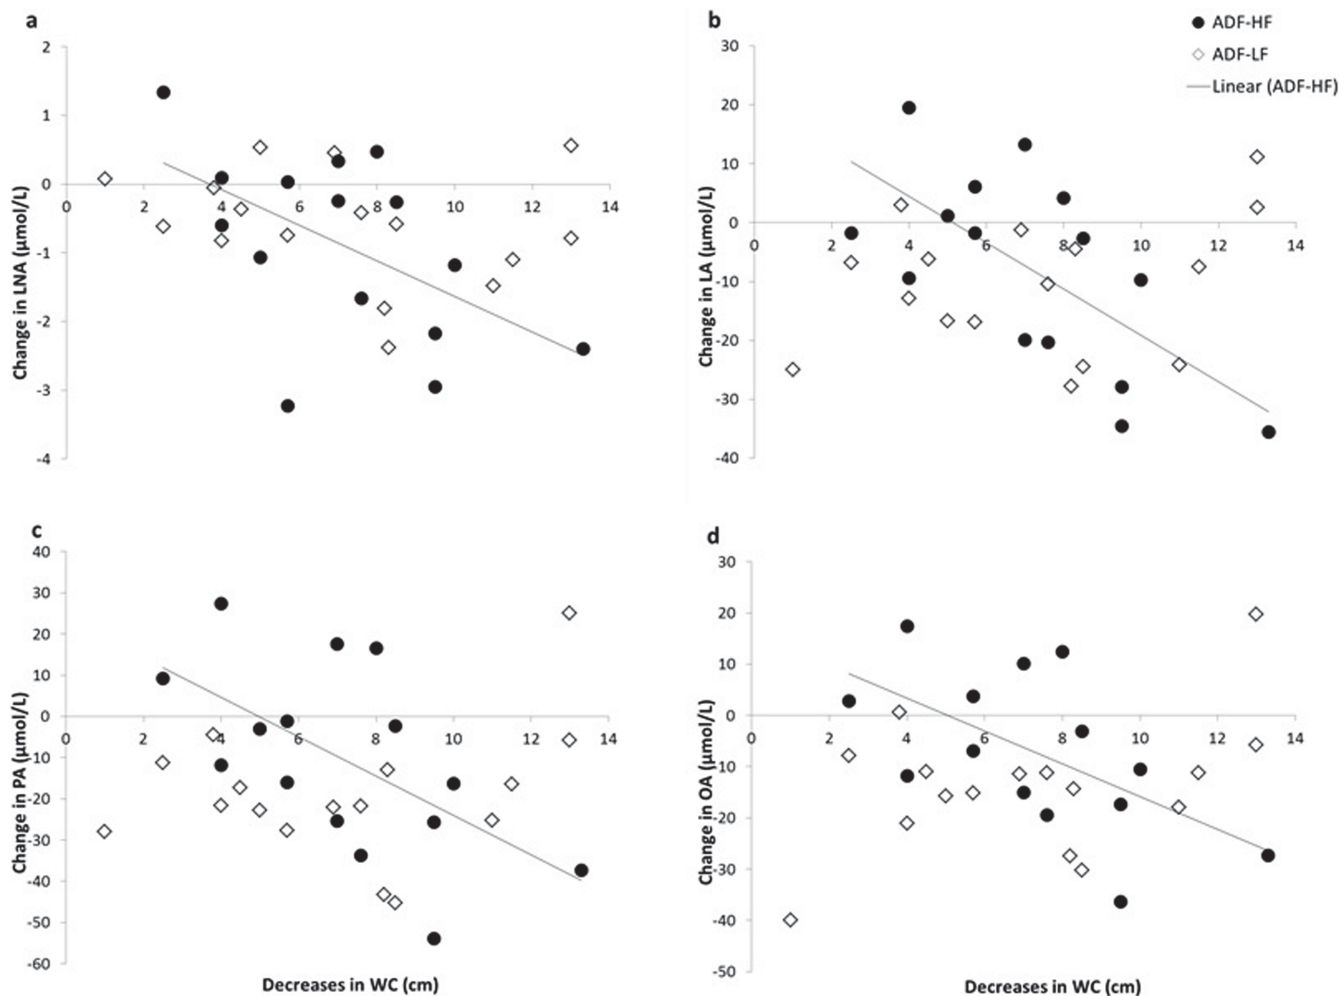 a
2
1
0
-1
-2
-3
-4
0 2 4 6 8 10 12 14
Change in LNA (µmol/L)
b
30
20
10
0
-10
-20
-30
-40
0 2 4 6 8 10 12 14
Change in LA (µmol/L)
ADF-HF
ADF-LF
Linear (ADF-HF)
c
40
30
20
10
0
-10
-20
-30
-40
-50
-60
0 2 4 6 8 10 12 14
Change in PA (µmol/L)
Decreases in WC (cm)
d
30
20
10
0
-10
-20
-30
-40
-50
0 2 4 6 8 10 12 14
Change in OA (µmol/L)
Decreases in WC (cm)